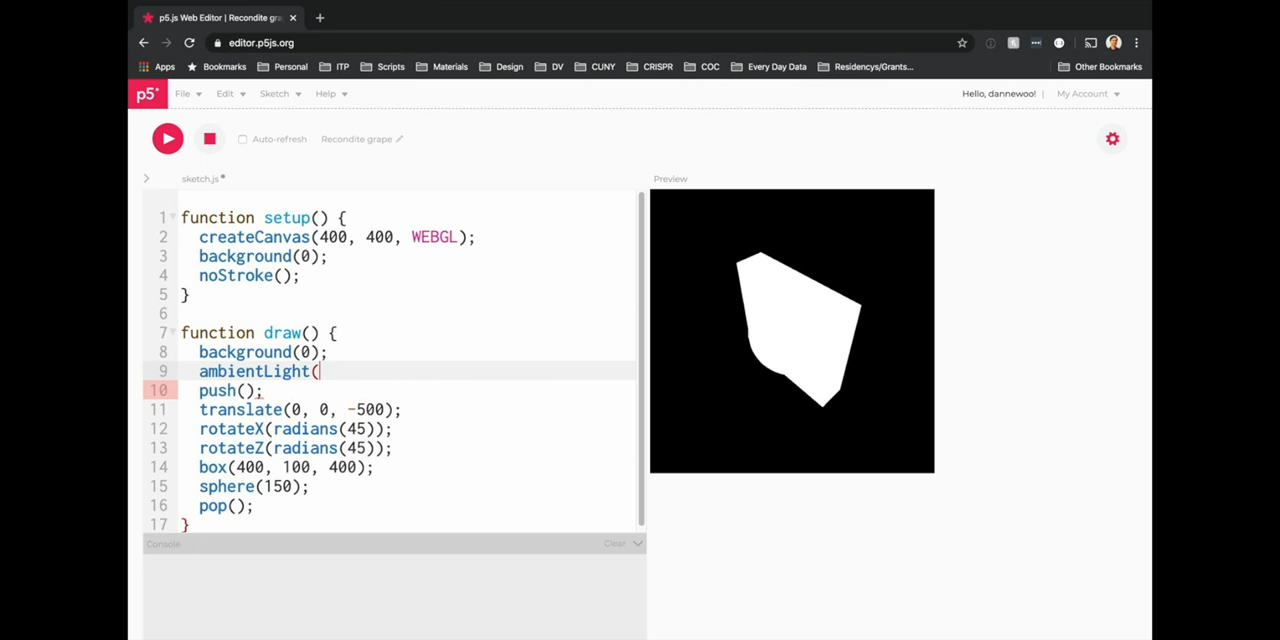 p5.js Web Editor | Recondite gra
editor.p5js.org
Apps Bookmarks Personal ITP Scripts Materials Design DV CUNY CRISPR COC Every Day Data Residencys/Grants... Other Bookmarks
p5* File Edit Sketch Help Hello, dannewoo! | My Account
Auto-refresh Recondite grape
sketch.js Preview
1 function setup() {
2 createCanvas(400, 400, WEBGL);
3 background(0);
4 noStroke();
5 }
6
7 function draw() {
8 background(0);
9 ambientLight(
10 push();
11 translate(0, 0, -500);
12 rotateX(radians(45));
13 rotateZ(radians(45));
14 box(400, 100, 400);
15 sphere(150);
16 pop();
17 }
Console Clear